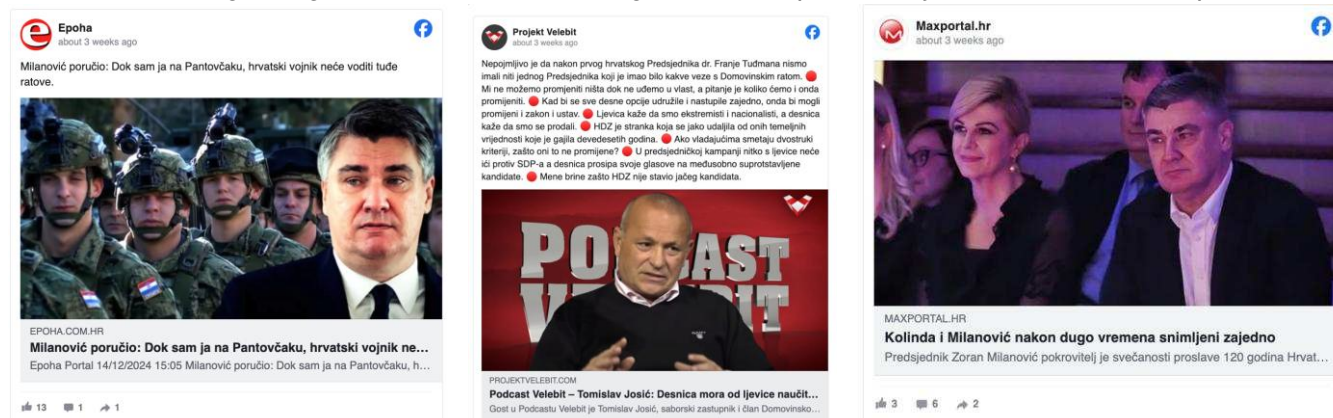 Epoha
about 3 weeks ago
Milanović poručio: Dok sam ja na Pantovčaku, hrvatski vojnik neće voditi tuđe
ratove.
EPOHA.COM.HR
Milanović poručio: Dok sam ja na Pantovčaku, hrvatski vojnik ne...
Epoha Portal 14/12/2024 15:05 Milanović poručio: Dok sam ja na Pantovčaku, h...
13 1 1
Projekt Velebit
about 3 weeks ago
Nepojmljivo je da nakon prvog hrvatskog Predsjednika dr. Franje Tuđmana nismo
imali niti jednog Predsjednika koji je imao bilo kakve veze s Domovinskim ratom.
Mi ne možemo promjeniti ništa dok ne uđemo u vlast, a pitanje je koliko ćemo i onda
promijeniti. Kad bi se sve desne opcije udružile i nastupile zajedno, onda bi mogli
promijeni i zakon i ustav. Ljevica kaže da smo ekstremisti i nacionalisti, a desnica
kaže da smo se prodali. HDZ je stranka koja se jako udaljila od onih temeljnih
vrijednosti koje je gajila devedesetih godina. Ako vladajućima smetaju dvostruki
kriteriji, zašto oni to ne promijene? U predsjedničkoj kampanji nitko s ljevice neće
ići protiv SDP-a a desnica prosipa svoje glasove na međusobno suprotstavljene
kandidate. Mene brine zašto HDZ nije stavio jačeg kandidata.
PROJEKTVELEBIT.COM
Podcast Velebit – Tomislav Josić: Desnica mora od ljevice naučit...
Gost u Podcastu Velebit je Tomislav Josić, saborski zastupnik i član Domovinsko...
Maxportal.hr
about 3 weeks ago
MAXPORTAL.HR
Kolinda i Milanović nakon dugo vremena snimljeni zajedno
Predsjednik Zoran Milanović pokrovitelj je svečanosti proslave 120 godina Hrvat...
3 6 2